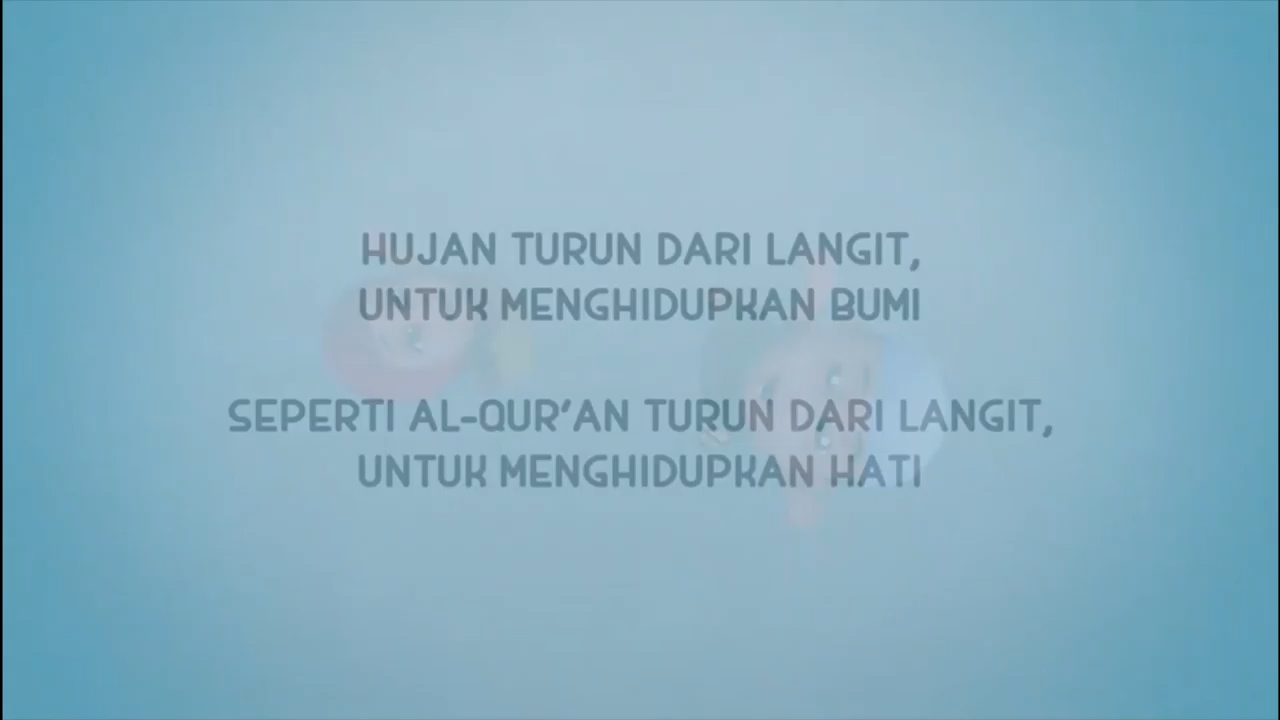 HUJAN TURUN DARI LANGIT,
UNTUK MENGHIDUPKAN BUMI
SEPERTI AL-QUR'AN TURUN DARI LANGIT,
UNTUK MENGHIDUPKAN HATI